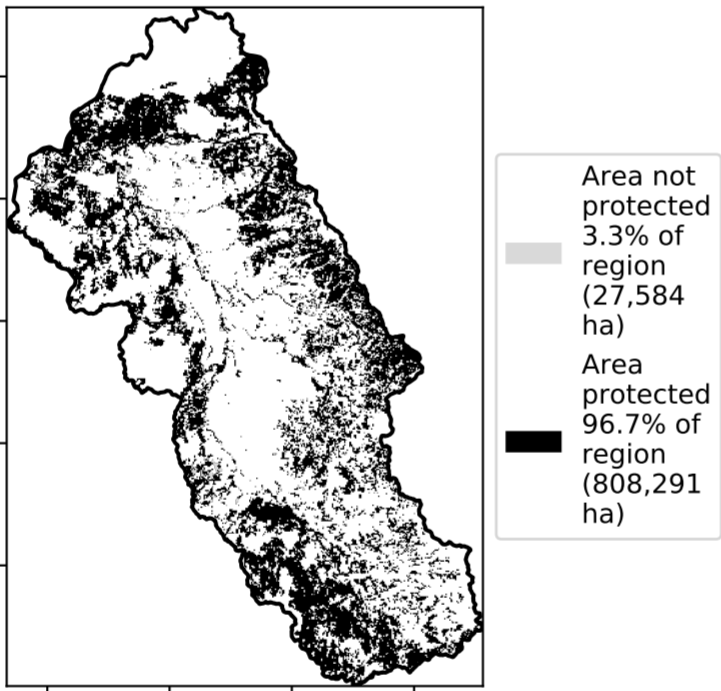 Area not
protected
3.3% of
region
(27,584
ha)
Area
protected
96.7% of
region
(808,291
ha)